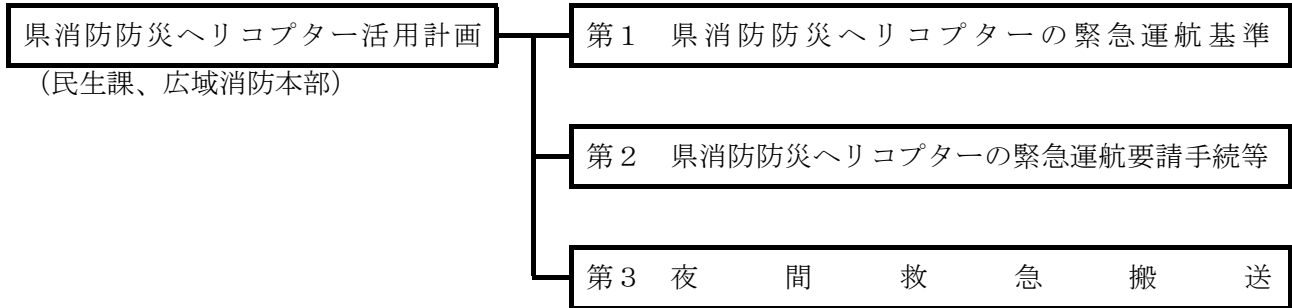 県消防防災ヘリコプター活用計画
（民生課、広域消防本部）
第１　県消防防災ヘリコプターの緊急運航基準
第２　県消防防災ヘリコプターの緊急運航要請手続等
第３　夜間救急搬送